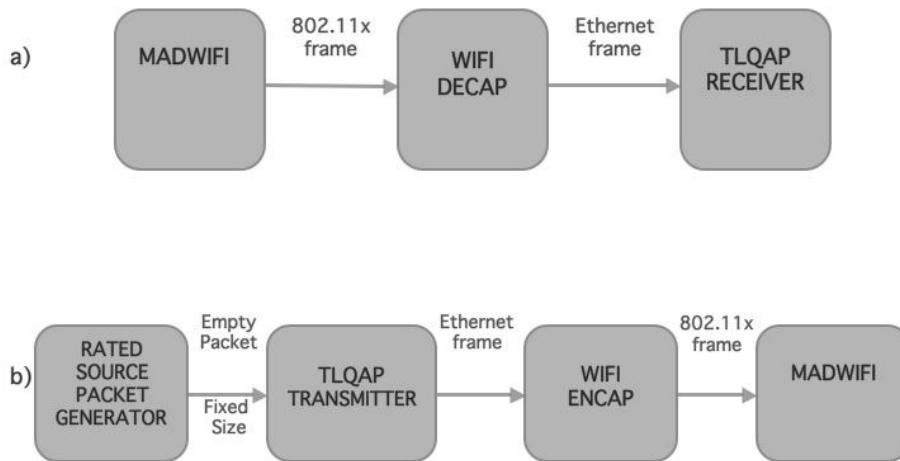 a)
MADWIFI
802.11x
frame
WIFI
DECAP
Ethernet
frame
TLQAP
RECEIVER
b)
RATED
SOURCE
PACKET
GENERATOR
Empty
Packet
Fixed
Size
TLQAP
TRANSMITTER
Ethernet
frame
WIFI
ENCAP
802.11x
frame
MADWIFI